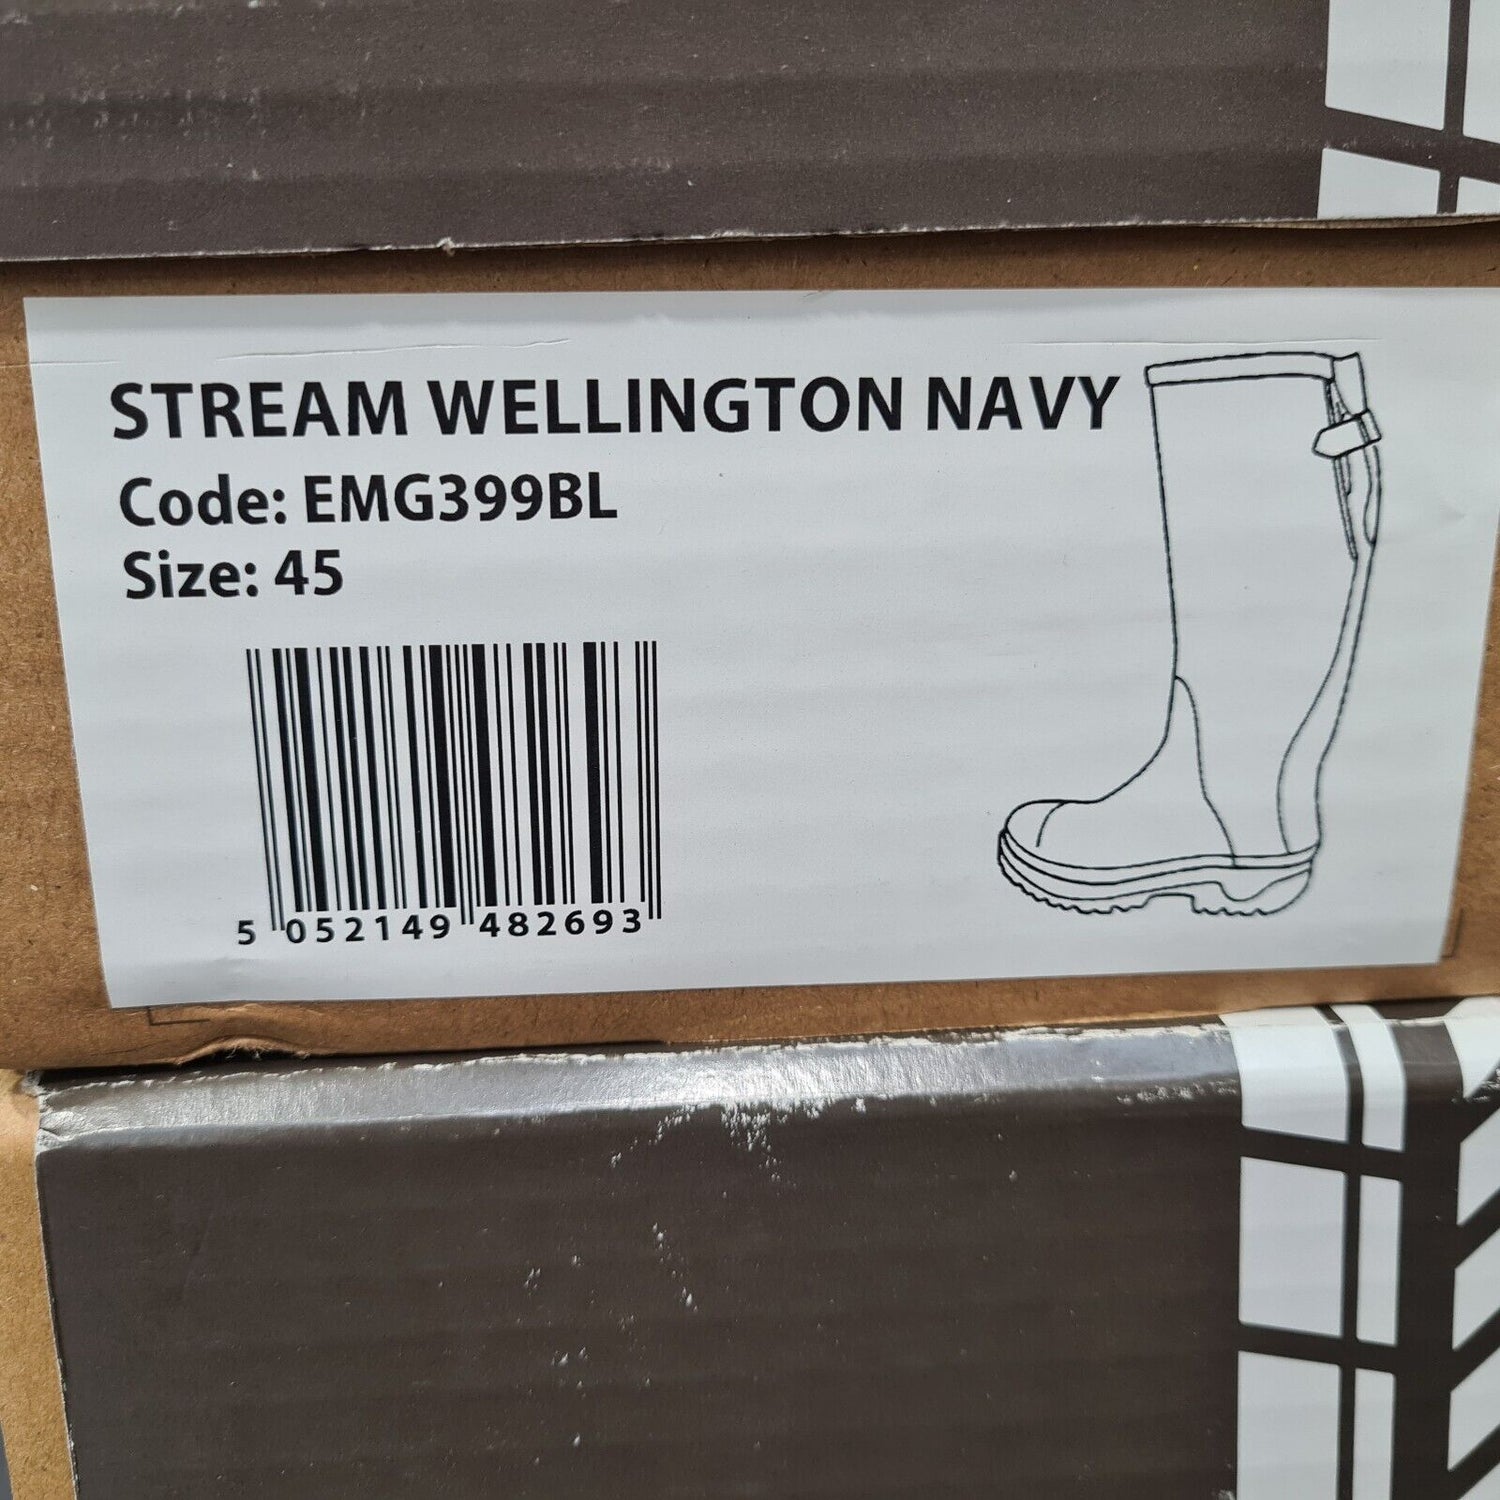 STREAM WELLINGTON NAVY
Code: EMG399BL
Size: 45
5 052149 482693